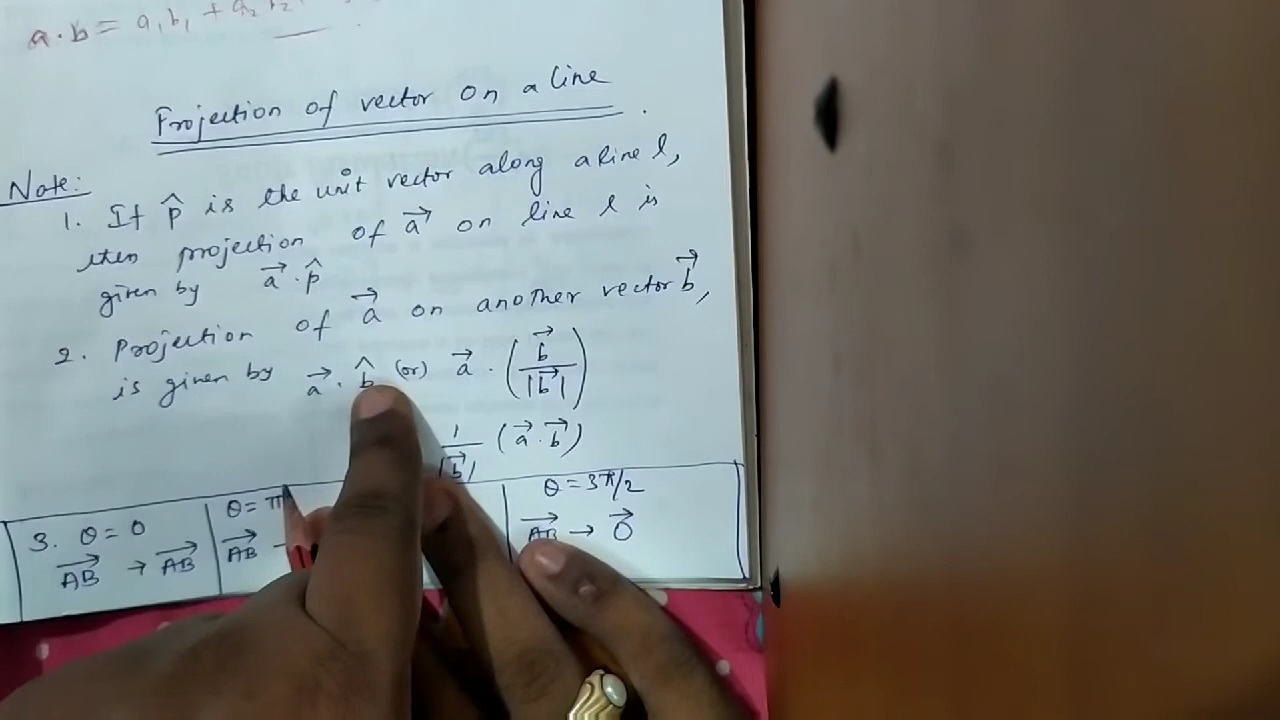 a.b = a₁b₁ + a₂b₂
Projection of vector on a line
Note:
1. If p̂ is the unit vector along a line l,
then projection of a⃗ on line l is
given by a⃗ . p̂
2. Projection of a⃗ on another vector b⃗,
is given by a⃗ . b̂ (or) a⃗ . (b⃗ / |b⃗|)
1 / |b⃗| (a⃗ . b⃗)
3. θ = 0 θ = π θ = 3π/2
AB⃗ → AB⃗ AB⃗ AB⃗ → 0⃗